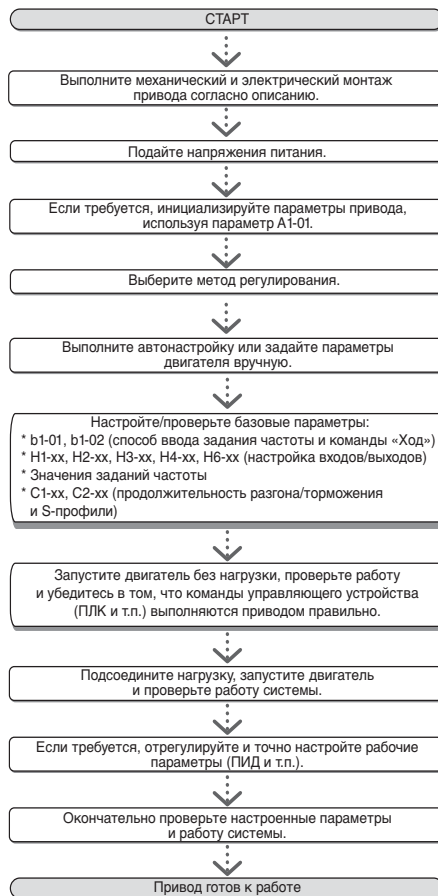 СТАРТ
Выполните механический и электрический монтаж
привода согласно описанию.
Подайте напряжения питания.
Если требуется, инициализируйте параметры привода,
используя параметр A1-01.
Выберите метод регулирования.
Выполните автонастройку или задайте параметры
двигателя вручную.
Настройте/проверьте базовые параметры:
* b1-01, b1-02 (способ ввода задания частоты и команды «Ход»)
* H1-xx, H2-xx, H3-xx, H4-xx, H6-xx (настройка входов/выходов)
* Значения заданий частоты
* C1-xx, C2-xx (продолжительность разгона/торможения
и S-профили)
Запустите двигатель без нагрузки, проверьте работу
и убедитесь в том, что команды управляющего устройства
(ПЛК и т.п.) выполняются приводом правильно.
Подсоедините нагрузку, запустите двигатель
и проверьте работу системы.
Если требуется, отрегулируйте и точно настройте рабочие
параметры (ПИД и т.п.).
Окончательно проверьте настроенные параметры
и работу системы.
Привод готов к работе